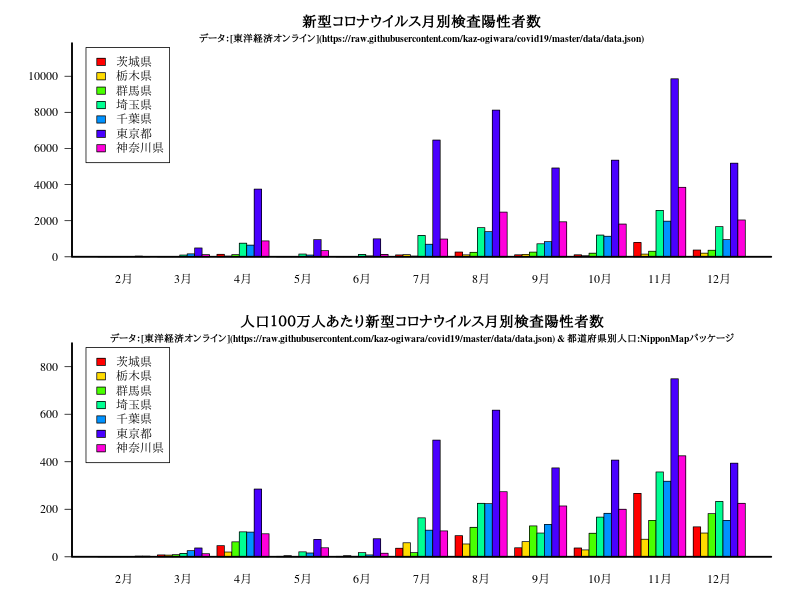 新型コロナウイルス月別検査陽性者数
データ:[東洋経済オンライン](https://raw.githubusercontent.com/kaz-ogiwara/covid19/master/data/data.json)
茨城県
栃木県
群馬県
埼玉県
千葉県
東京都
神奈川県
10000
8000
6000
4000
2000
0
2月 3月 4月 5月 6月 7月 8月 9月 10月 11月 12月
人口100万人あたり新型コロナウイルス月別検査陽性者数
データ:[東洋経済オンライン](https://raw.githubusercontent.com/kaz-ogiwara/covid19/master/data/data.json) & 都道府県別人口:NipponMapパッケージ
茨城県
栃木県
群馬県
埼玉県
千葉県
東京都
神奈川県
800
600
400
200
0
2月 3月 4月 5月 6月 7月 8月 9月 10月 11月 12月